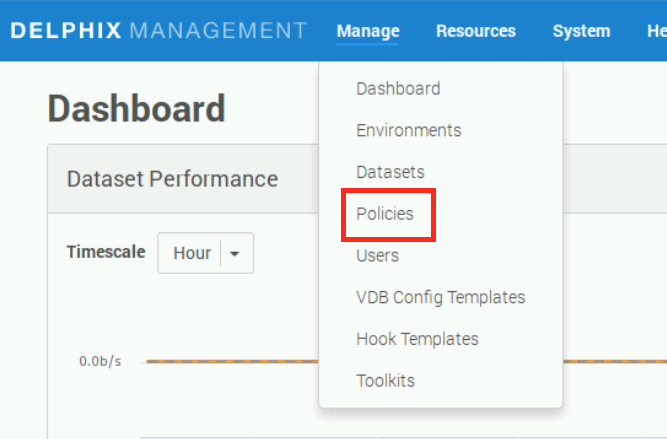 DELPHIX MANAGEMENT Manage Resources System He
Dashboard
Environments
Datasets
Policies
Users
VDB Config Templates
Hook Templates
Toolkits
Dashboard
Dataset Performance
Timescale Hour
0.0b/s